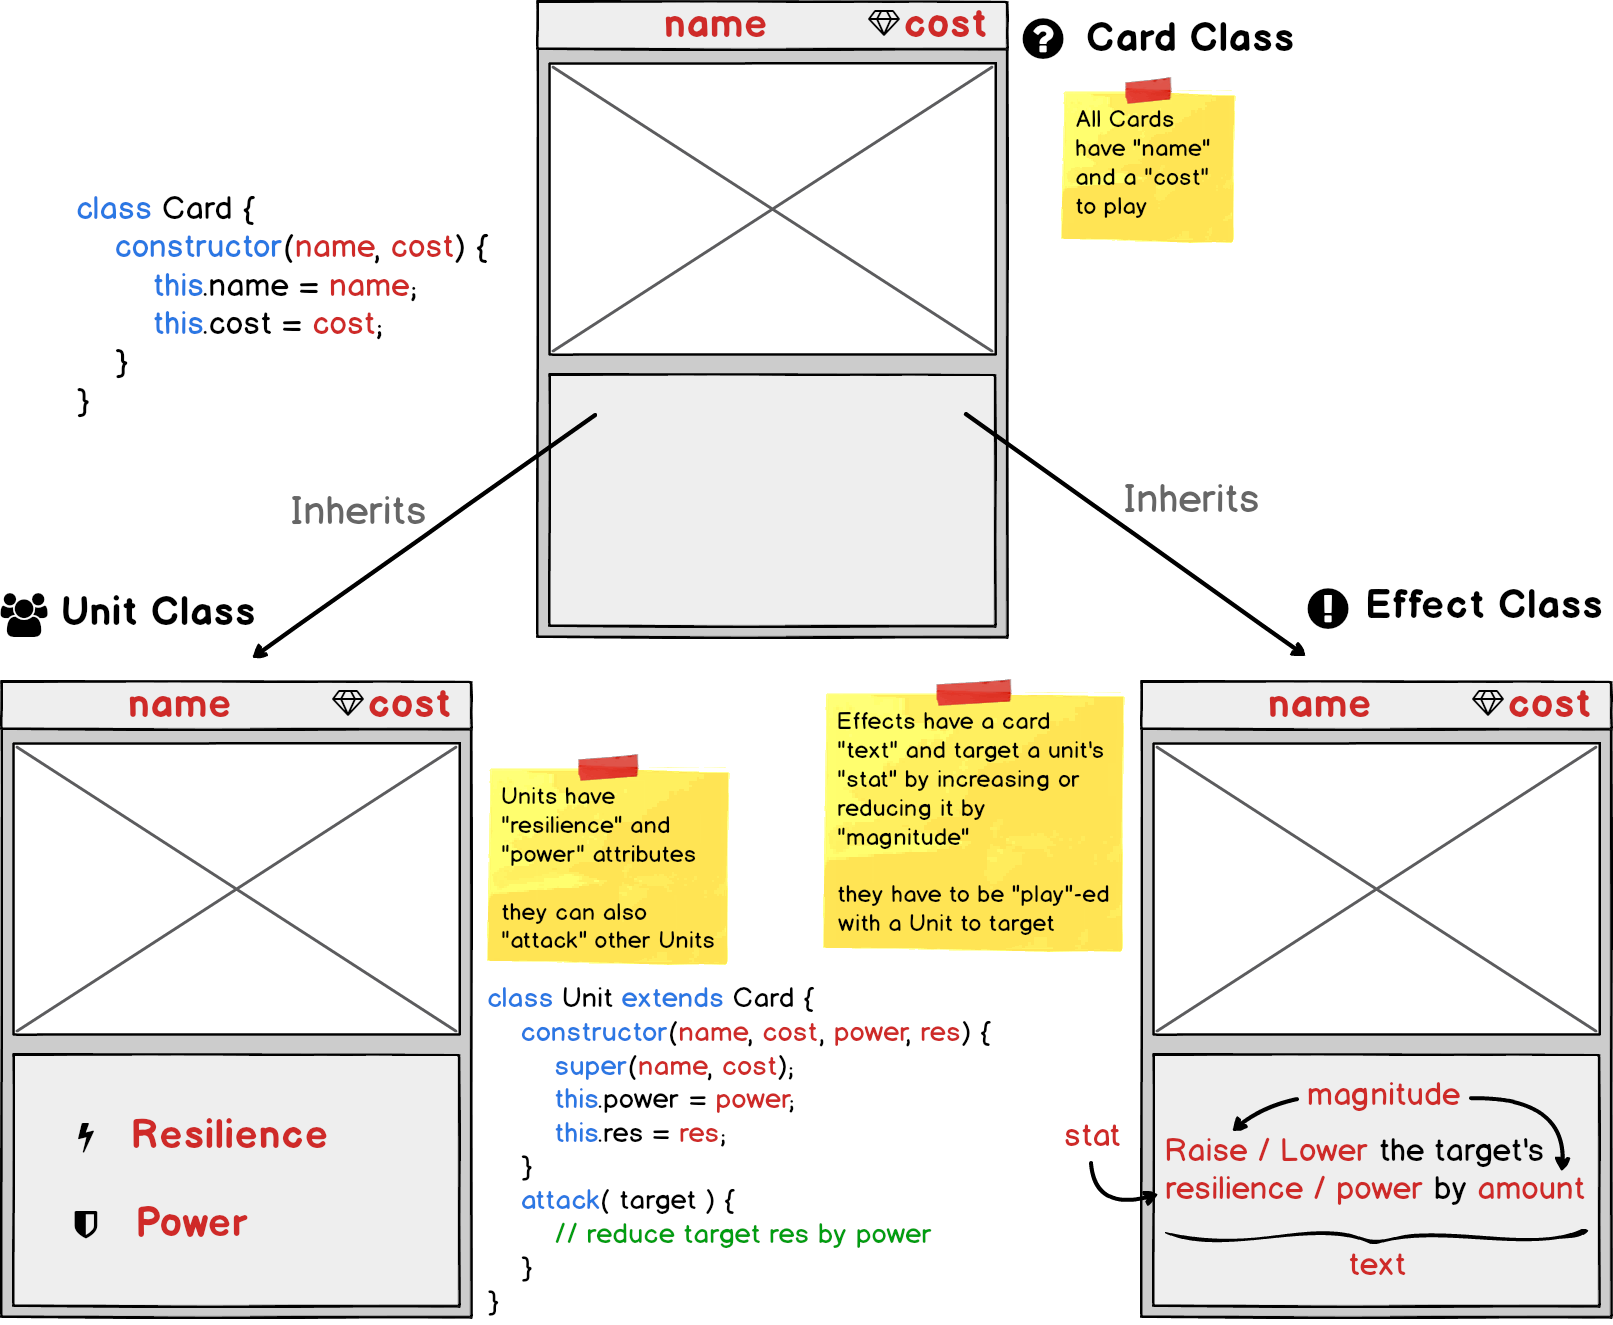 name cost
Card Class
All Cards
have "name"
and a "cost"
to play
class Card {
constructor(name, cost) {
this.name = name;
this.cost = cost;
}
}
Inherits
Inherits
Unit Class
Effect Class
name cost
Units have
"resilience" and
"power" attributes
they can also
"attack" other Units
Effects have a card
"text" and target a unit's
"stat" by increasing or
reducing it by
"magnitude"
they have to be "play"-ed
with a Unit to target
name cost
Resilience
Power
class Unit extends Card {
constructor(name, cost, power, res) {
super(name, cost);
this.power = power;
this.res = res;
}
attack( target ) {
// reduce target res by power
}
}
magnitude
stat
Raise / Lower the target's
resilience / power by amount
text